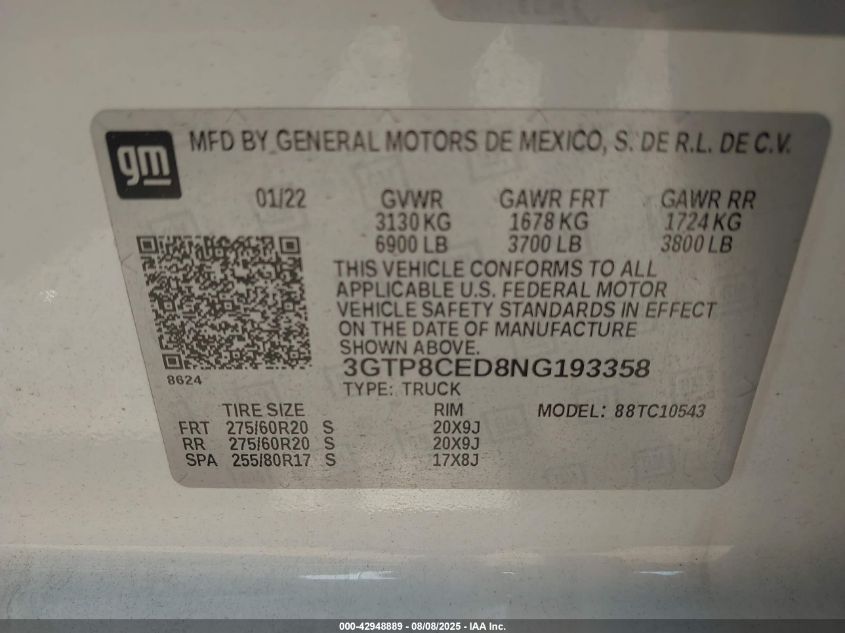 gm
MFD BY GENERAL MOTORS DE MEXICO, S. DE R.L. DE C.V.
01/22 GVWR GAWR FRT GAWR RR
3130 KG 1678 KG 1724 KG
6900 LB 3700 LB 3800 LB
THIS VEHICLE CONFORMS TO ALL
APPLICABLE U.S. FEDERAL MOTOR
VEHICLE SAFETY STANDARDS IN EFFECT
ON THE DATE OF MANUFACTURE
SHOWN ABOVE.
3GTP8CED8NG193358
8624
TYPE: TRUCK
TIRE SIZE RIM MODEL: 88TC10543
FRT 275/60R20 S 20X9J
RR 275/60R20 S 20X9J
SPA 255/80R17 S 17X8J
000-42948889 - 08/08/2025 - IAA Inc.